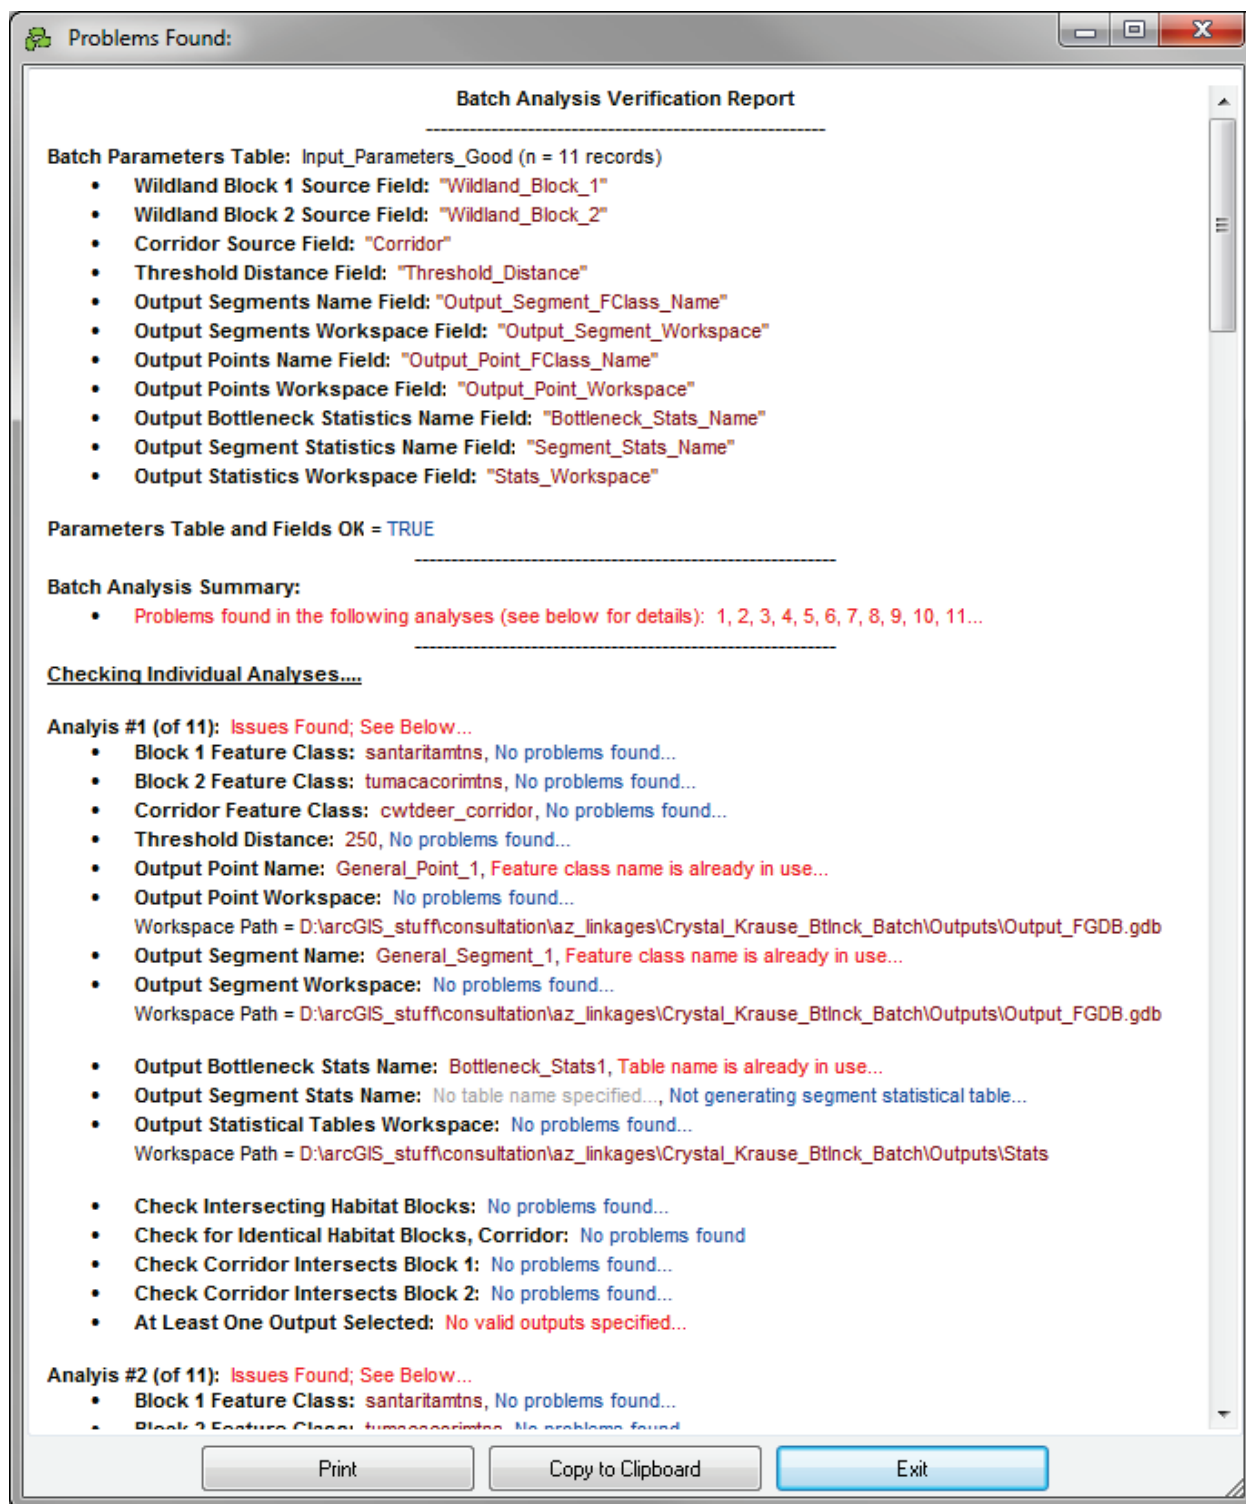 Problems Found:
Batch Analysis Verification Report
--------------------------------------------------------
Batch Parameters Table: Input_Parameters_Good (n = 11 records)
• Wildland Block 1 Source Field: "Wildland_Block_1"
• Wildland Block 2 Source Field: "Wildland_Block_2"
• Corridor Source Field: "Corridor"
• Threshold Distance Field: "Threshold_Distance"
• Output Segments Name Field: "Output_Segment_FClass_Name"
• Output Segments Workspace Field: "Output_Segment_Workspace"
• Output Points Name Field: "Output_Point_FClass_Name"
• Output Points Workspace Field: "Output_Point_Workspace"
• Output Bottleneck Statistics Name Field: "Bottleneck_Stats_Name"
• Output Segment Statistics Name Field: "Segment_Stats_Name"
• Output Statistics Workspace Field: "Stats_Workspace"
Parameters Table and Fields OK = TRUE
--------------------------------------------------------
Batch Analysis Summary:
• Problems found in the following analyses (see below for details): 1, 2, 3, 4, 5, 6, 7, 8, 9, 10, 11...
--------------------------------------------------------
Checking Individual Analyses....
Analyis #1 (of 11): Issues Found; See Below...
• Block 1 Feature Class: santaritamtns, No problems found...
• Block 2 Feature Class: tumacacorimtns, No problems found...
• Corridor Feature Class: cwtdeer_corridor, No problems found...
• Threshold Distance: 250, No problems found...
• Output Point Name: General_Point_1, Feature class name is already in use...
• Output Point Workspace: No problems found...
Workspace Path = D:\arcGIS_stuff\consultation\az_linkages\Crystal_Krause_Btlnck_Batch\Outputs\Output_FGDB.gdb
• Output Segment Name: General_Segment_1, Feature class name is already in use...
• Output Segment Workspace: No problems found...
Workspace Path = D:\arcGIS_stuff\consultation\az_linkages\Crystal_Krause_Btlnck_Batch\Outputs\Output_FGDB.gdb
• Output Bottleneck Stats Name: Bottleneck_Stats1, Table name is already in use...
• Output Segment Stats Name: No table name specified..., Not generating segment statistical table...
• Output Statistical Tables Workspace: No problems found...
Workspace Path = D:\arcGIS_stuff\consultation\az_linkages\Crystal_Krause_Btlnck_Batch\Outputs\Stats
• Check Intersecting Habitat Blocks: No problems found...
• Check for Identical Habitat Blocks, Corridor: No problems found
• Check Corridor Intersects Block 1: No problems found...
• Check Corridor Intersects Block 2: No problems found...
• At Least One Output Selected: No valid outputs specified...
Analyis #2 (of 11): Issues Found; See Below...
• Block 1 Feature Class: santaritamtns, No problems found...
• Block 2 Feature Class: tumacacorimtns, No problems found
Print
Copy to Clipboard
Exit